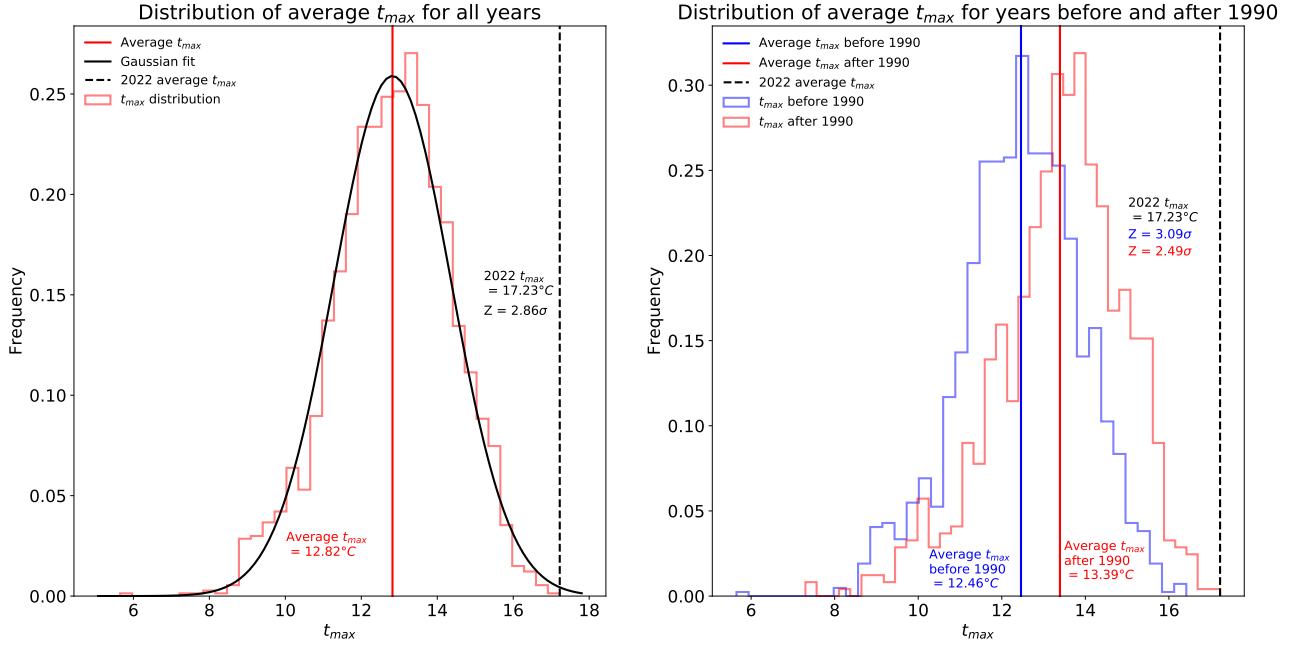 Distribution of average t_max for all years
Average t_max
Gaussian fit
2022 average t_max
t_max distribution
2022 t_max
= 17.23°C
Z = 2.86σ
Average t_max
= 12.82°C
0.00
0.05
0.10
0.15
0.20
0.25
Frequency
6
8
10
12
14
16
18
t_max
Distribution of average t_max for years before and after 1990
Average t_max before 1990
Average t_max after 1990
2022 average t_max
t_max before 1990
t_max after 1990
2022 t_max
= 17.23°C
Z = 3.09σ
Z = 2.49σ
Average t_max
before 1990
= 12.46°C
Average t_max
after 1990
= 13.39°C
0.00
0.05
0.10
0.15
0.20
0.25
0.30
Frequency
6
8
10
12
14
16
t_max